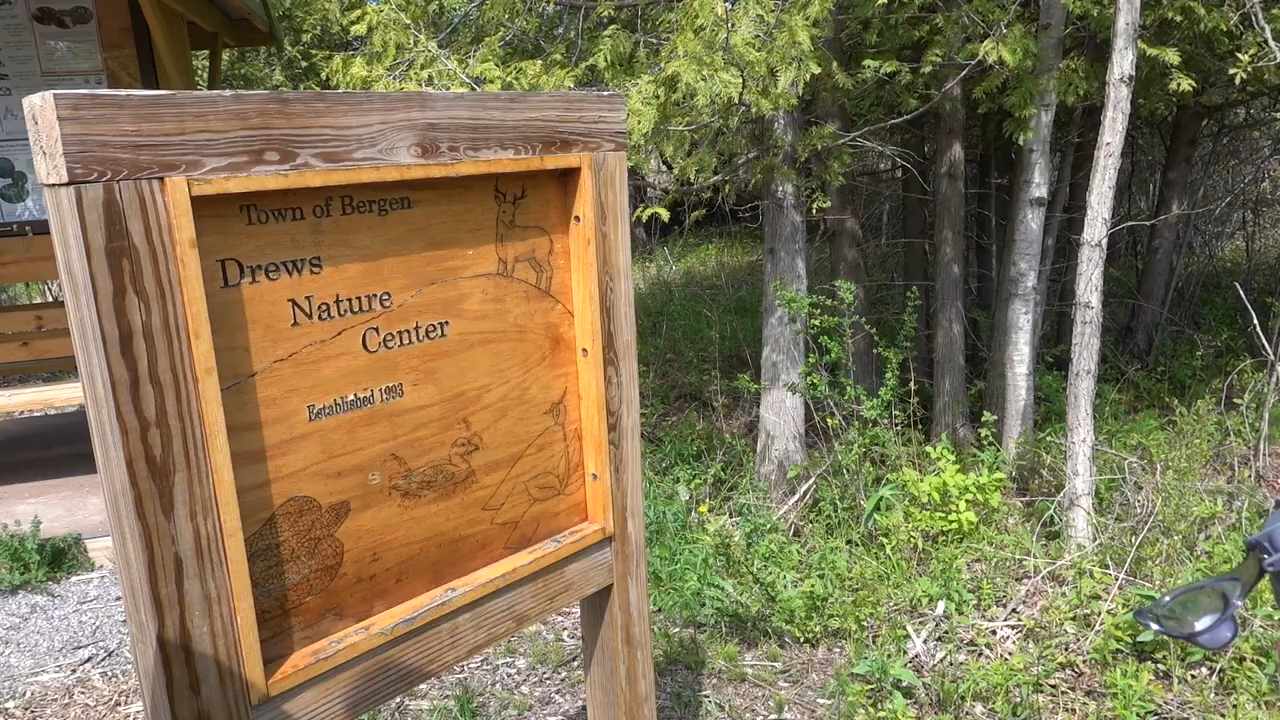 Town of Bergen
Drews
Nature
Center
Established 1993